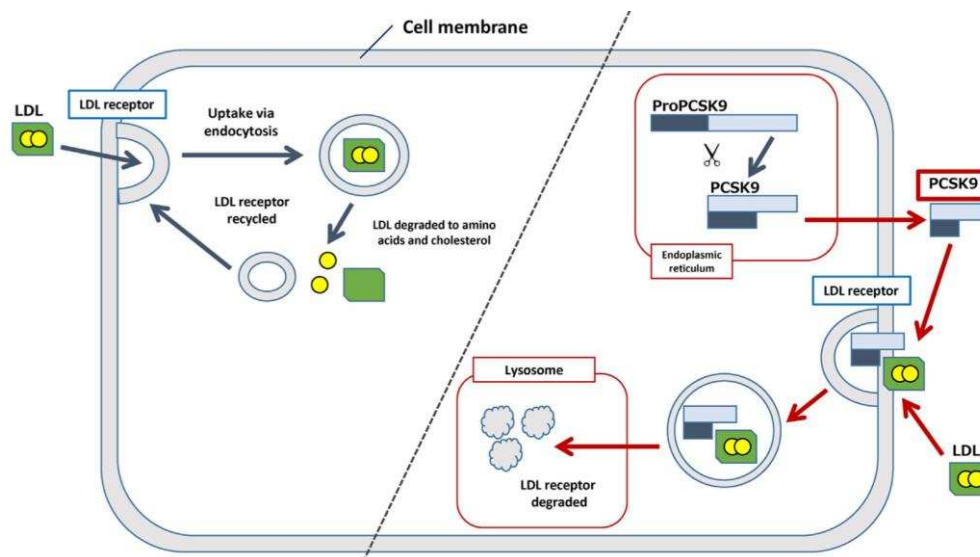 Cell membrane
LDL
LDL receptor
Uptake via
endocytosis
LDL receptor
recycled
LDL degraded to amino
acids and cholesterol
ProPCSK9
PCSK9
Endoplasmic
reticulum
PCSK9
LDL receptor
Lysosome
LDL receptor
degraded
LDL